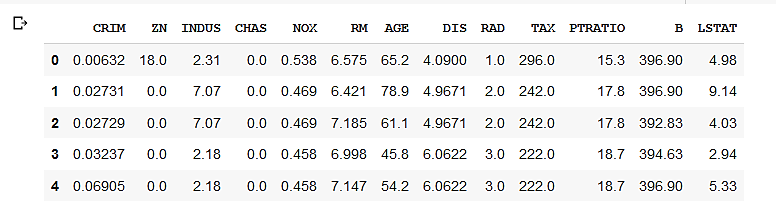 CRIM ZN INDUS CHAS NOX RM AGE DIS RAD TAX PTRATIO B LSTAT
0 0.00632 18.0 2.31 0.0 0.538 6.575 65.2 4.0900 1.0 296.0 15.3 396.90 4.98
1 0.02731 0.0 7.07 0.0 0.469 6.421 78.9 4.9671 2.0 242.0 17.8 396.90 9.14
2 0.02729 0.0 7.07 0.0 0.469 7.185 61.1 4.9671 2.0 242.0 17.8 392.83 4.03
3 0.03237 0.0 2.18 0.0 0.458 6.998 45.8 6.0622 3.0 222.0 18.7 394.63 2.94
4 0.06905 0.0 2.18 0.0 0.458 7.147 54.2 6.0622 3.0 222.0 18.7 396.90 5.33